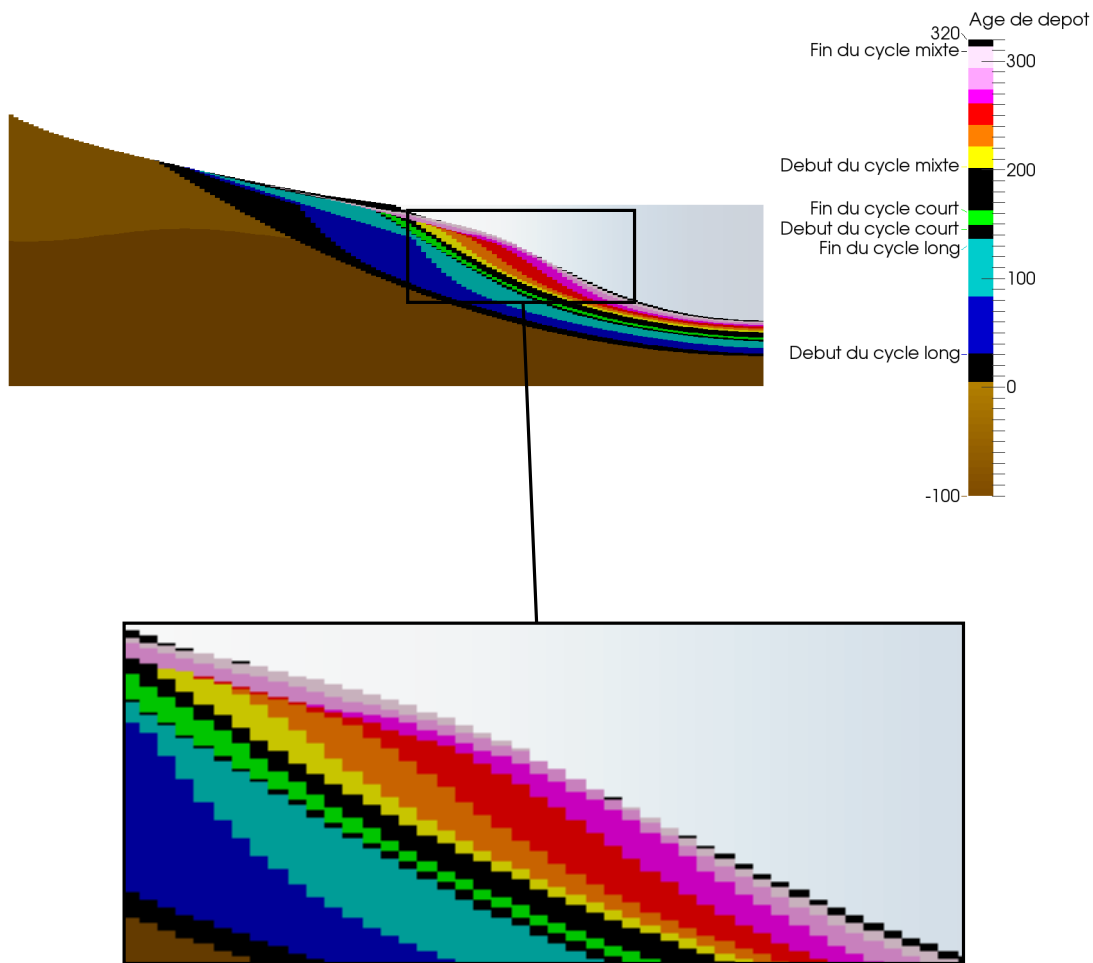 Age de depot
320
Fin du cycle mixte
300
Debut du cycle mixte
200
Fin du cycle court
Debut du cycle court
Fin du cycle long
100
Debut du cycle long
0
-100